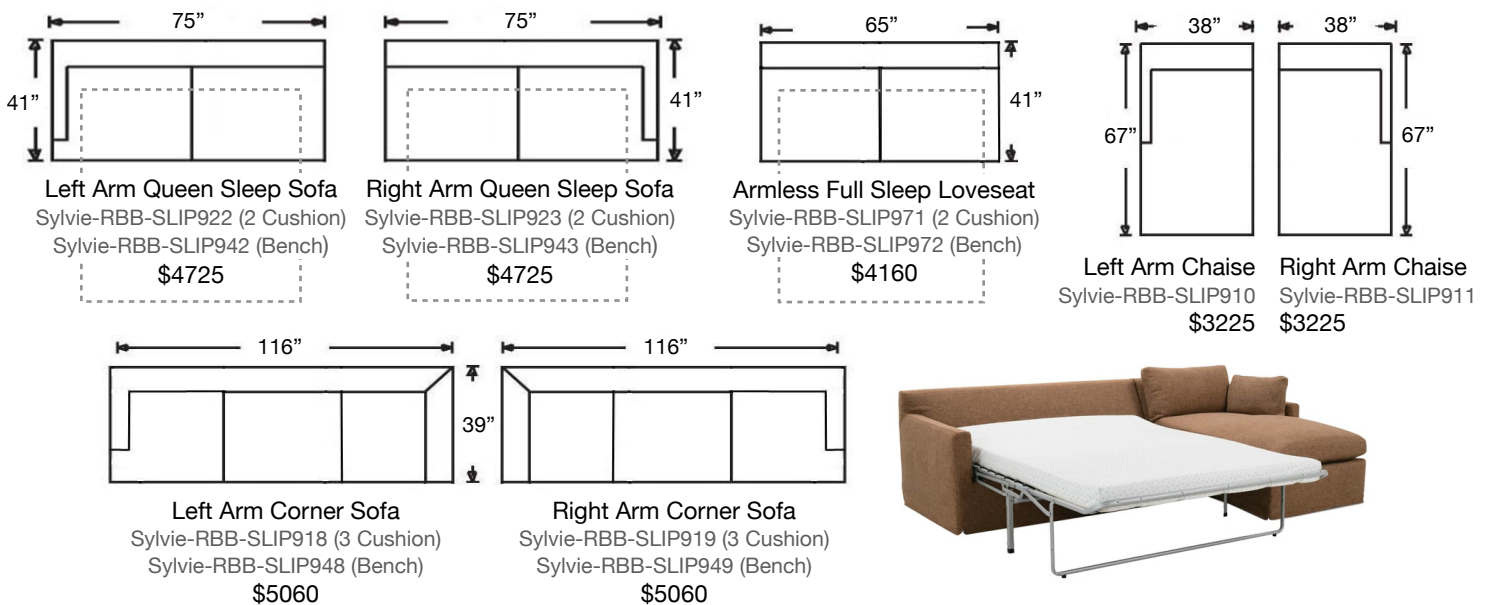 75”
41”
Left Arm Queen Sleep Sofa
Sylvie-RBB-SLIP922 (2 Cushion)
Sylvie-RBB-SLIP942 (Bench)
$4725
75”
41”
Right Arm Queen Sleep Sofa
Sylvie-RBB-SLIP923 (2 Cushion)
Sylvie-RBB-SLIP943 (Bench)
$4725
65”
41”
Armless Full Sleep Loveseat
Sylvie-RBB-SLIP971 (2 Cushion)
Sylvie-RBB-SLIP972 (Bench)
$4160
38”
67”
Left Arm Chaise
Sylvie-RBB-SLIP910
$3225
38”
67”
Right Arm Chaise
Sylvie-RBB-SLIP911
$3225
116”
39”
Left Arm Corner Sofa
Sylvie-RBB-SLIP918 (3 Cushion)
Sylvie-RBB-SLIP948 (Bench)
$5060
116”
Right Arm Corner Sofa
Sylvie-RBB-SLIP919 (3 Cushion)
Sylvie-RBB-SLIP949 (Bench)
$5060